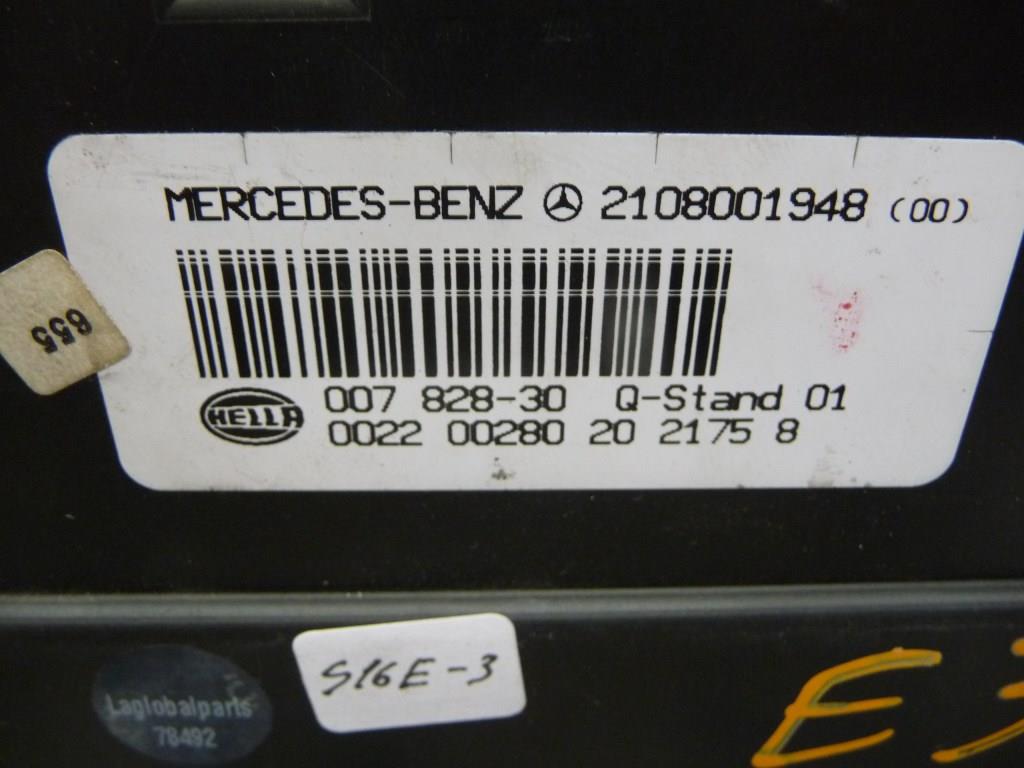 MERCEDES-BENZ 2108001948 (00)
655
HELLA
007 828-30 Q-Stand 01
0022 00280 20 2175 8
S16E-3
Laglobalparts
78492
E